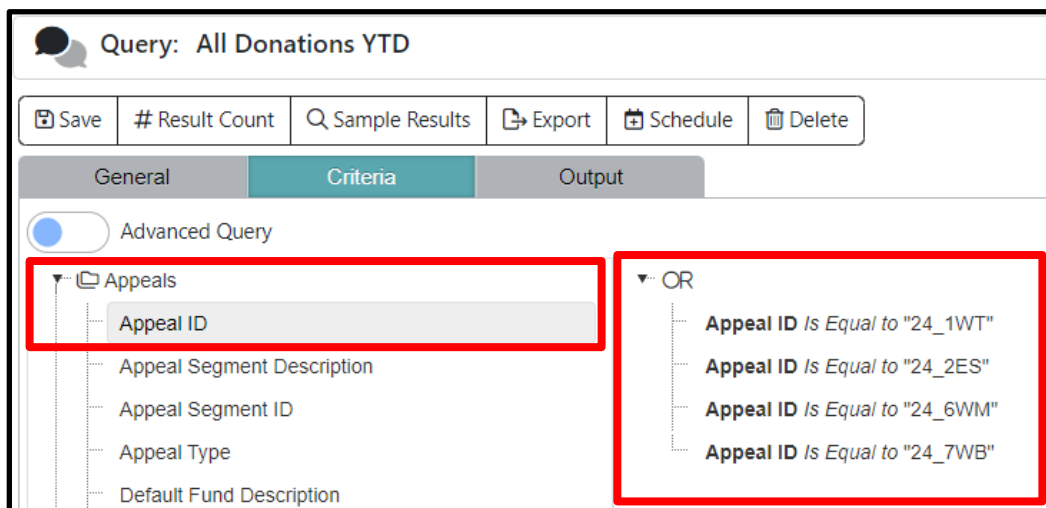 Query: All Donations YTD
Save # Result Count Sample Results Export Schedule Delete
General Criteria Output
Advanced Query
Appeals
Appeal ID
Appeal Segment Description
Appeal Segment ID
Appeal Type
Default Fund Description
OR
Appeal ID Is Equal to "24_1WT"
Appeal ID Is Equal to "24_2ES"
Appeal ID Is Equal to "24_6WM"
Appeal ID Is Equal to "24_7WB"